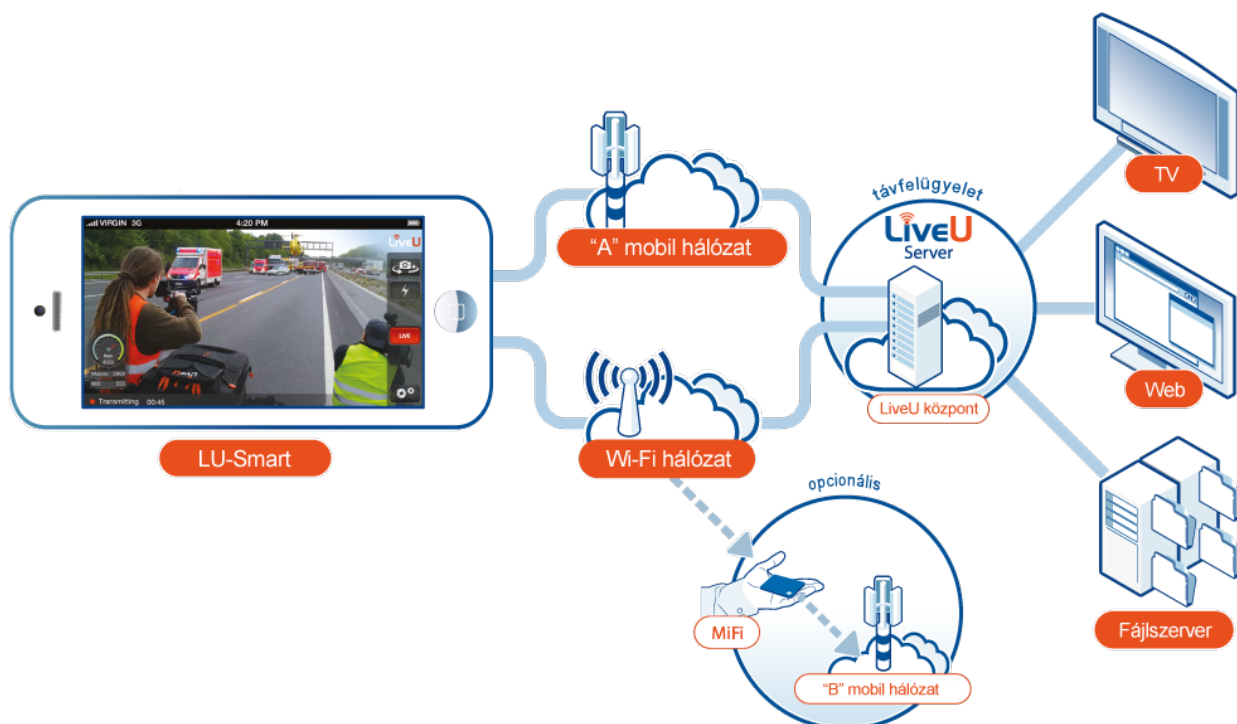 VIRGIN 3G 4:20 PM
LiveU
LIVE
Transmitting 00:45
LU-Smart
“A” mobil hálózat
Wi-Fi hálózat
távfelügyelet
LiveU
Server
LiveU központ
TV
Web
Fájlszerver
opcionális
MiFi
“B” mobil hálózat